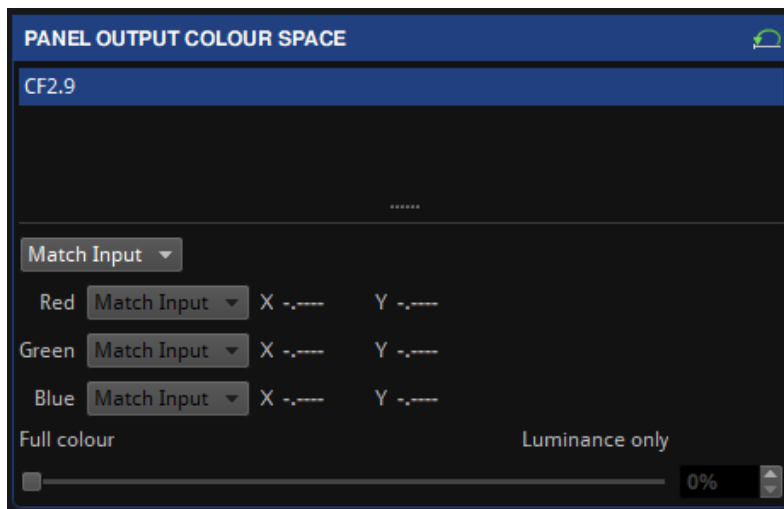 PANEL OUTPUT COLOUR SPACE
CF2.9
Match Input
Red Match Input X -.---- Y -.----
Green Match Input X -.---- Y -.----
Blue Match Input X -.---- Y -.----
Full colour Luminance only
0%